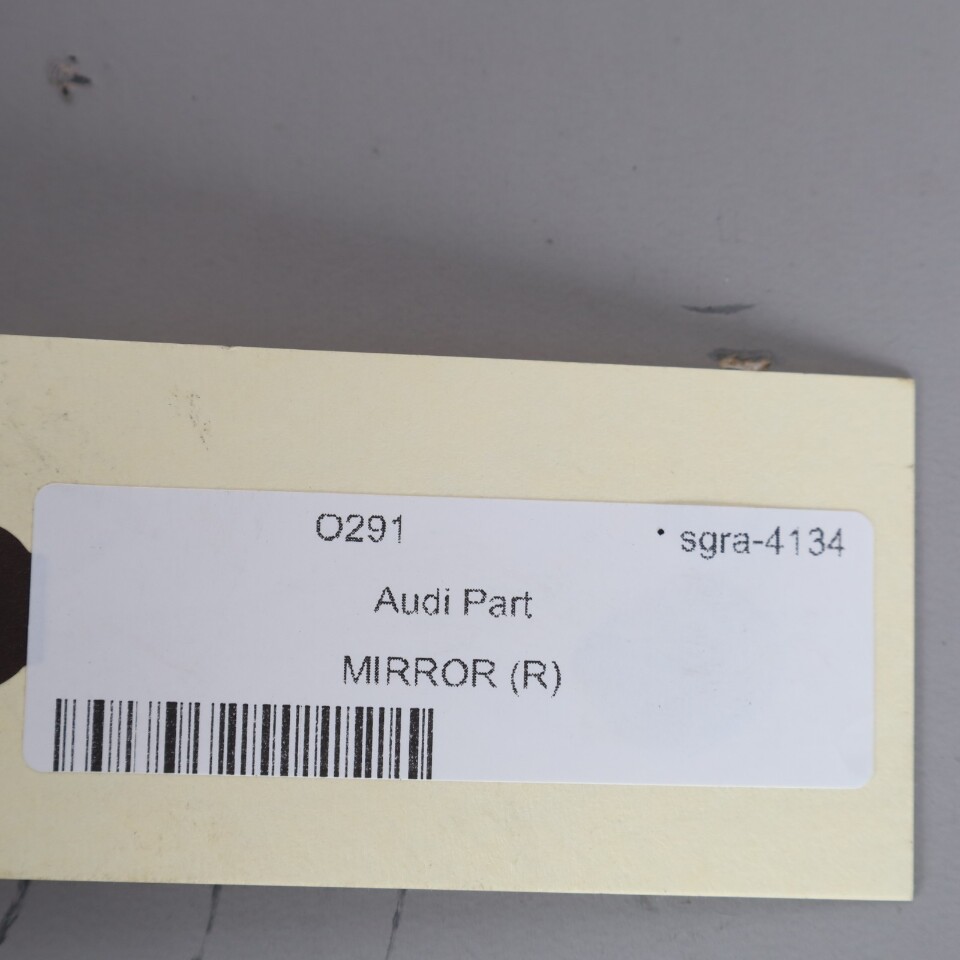 O291 sgra-4134
Audi Part
MIRROR (R)